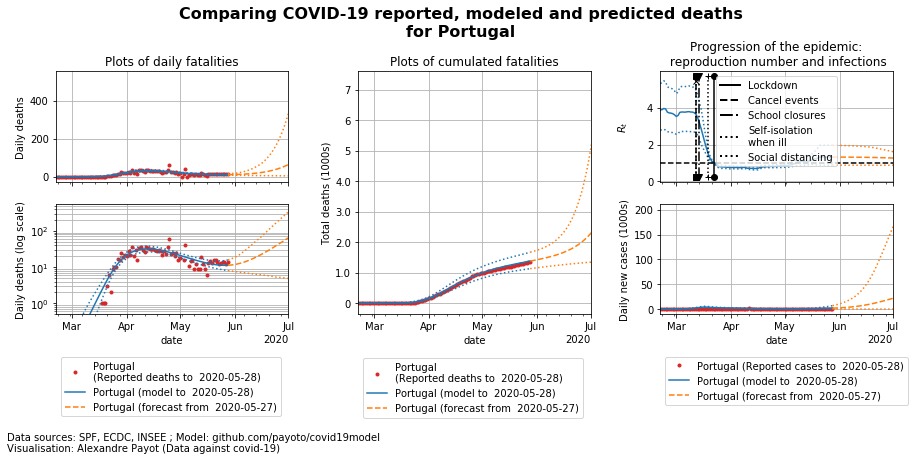 Comparing COVID-19 reported, modeled and predicted deaths
for Portugal
Plots of daily fatalities
Daily deaths
400
200
0
Daily deaths (log scale)
10²
10¹
10⁰
Mar Apr May Jun Jul
date
2020
Portugal
(Reported deaths to  2020-05-28)
Portugal (model to  2020-05-28)
Portugal (forecast from  2020-05-27)
Plots of cumulated fatalities
Total deaths (1000s)
7.
6.0
5.0
4.0
3.0
2.0
1.0
0
Mar Apr May Jun Jul
date
2020
Portugal
(Reported deaths to  2020-05-28)
Portugal (model to  2020-05-28)
Portugal (forecast from  2020-05-27)
Progression of the epidemic:
reproduction number and infections
Rt
4
2
0
Lockdown
Cancel events
School closures
Self-isolation
when ill
Social distancing
Daily new cases (1000s)
200
150
100
50
0
Mar Apr May Jun Jul
date
2020
Portugal (Reported cases to  2020-05-28)
Portugal (model to  2020-05-28)
Portugal (forecast from  2020-05-27)
Data sources: SPF, ECDC, INSEE ; Model: github.com/payoto/covid19model
Visualisation: Alexandre Payot (Data against covid-19)